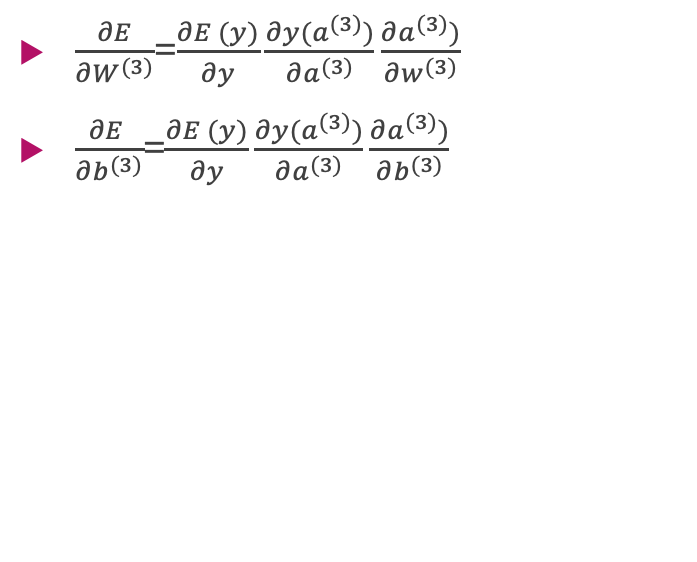 ▶ ∂E/∂W⁽³⁾=∂E (y)/∂y ∂y(a⁽³⁾)/∂a⁽³⁾ ∂a⁽³⁾)/∂w⁽³⁾
▶ ∂E/∂b⁽³⁾=∂E (y)/∂y ∂y(a⁽³⁾)/∂a⁽³⁾ ∂a⁽³⁾)/∂b⁽³⁾